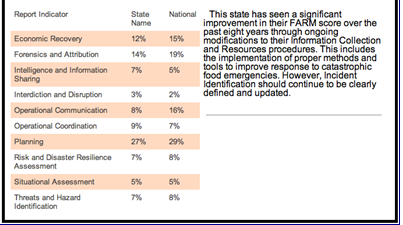 Report Indicator State Name National
Economic Recovery 12% 15%
Forensics and Attribution 14% 19%
Intelligence and Information Sharing 7% 5%
Interdiction and Disruption 3% 2%
Operational Communication 8% 16%
Operational Coordination 9% 7%
Planning 27% 29%
Risk and Disaster Resilience Assessment 7% 8%
Situational Assessment 5% 5%
Threats and Hazard Identification 7% 8%
This state has seen a significant
improvement in their FARM score over the
past eight years through ongoing
modifications to their Information Collection
and Resources procedures. This includes
the implementation of proper methods and
tools to improve response to catastrophic
food emergencies. However, Incident
Identification should continue to be clearly
defined and updated.